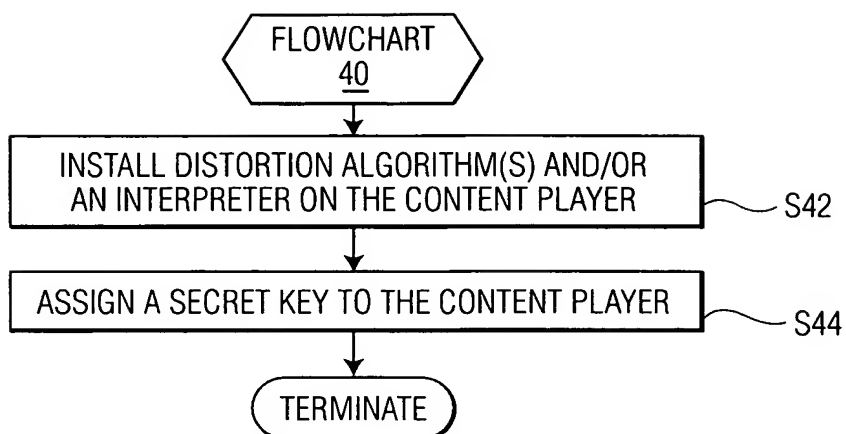 FLOWCHART
40
INSTALL DISTORTION ALGORITHM(S) AND/OR
AN INTERPRETER ON THE CONTENT PLAYER
S42
ASSIGN A SECRET KEY TO THE CONTENT PLAYER
S44
TERMINATE